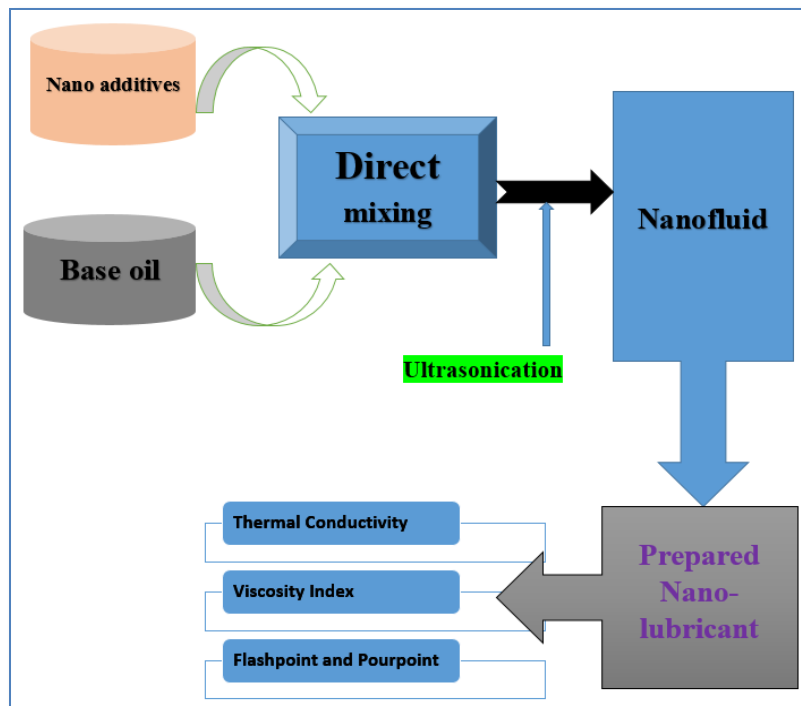 Nano additives
Base oil
Direct
mixing
Nanofluid
Ultrasonication
Prepared
Nano-
lubricant
Thermal Conductivity
Viscosity Index
Flashpoint and Pourpoint